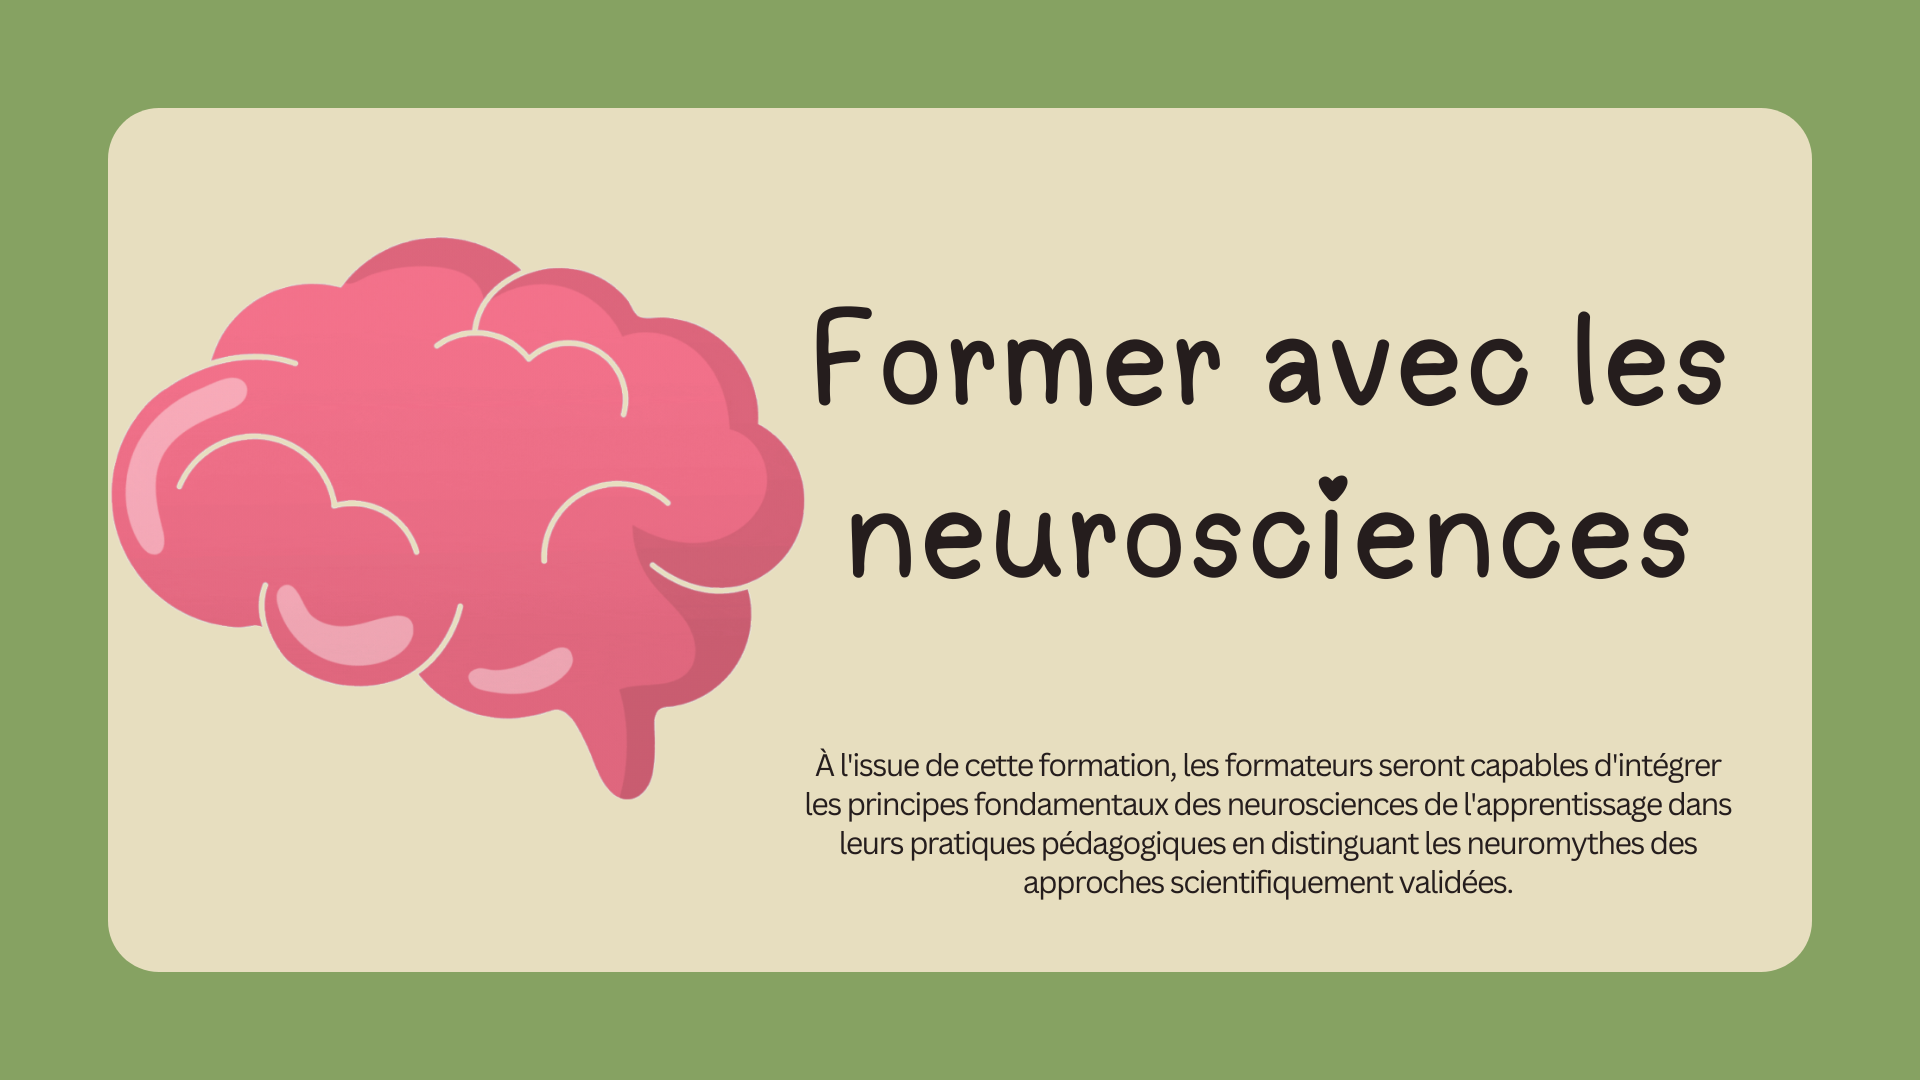 Former avec les
neurosciences
À l'issue de cette formation, les formateurs seront capables d'intégrer
les principes fondamentaux des neurosciences de l'apprentissage dans
leurs pratiques pédagogiques en distinguant les neuromythes des
approches scientifiquement validées.